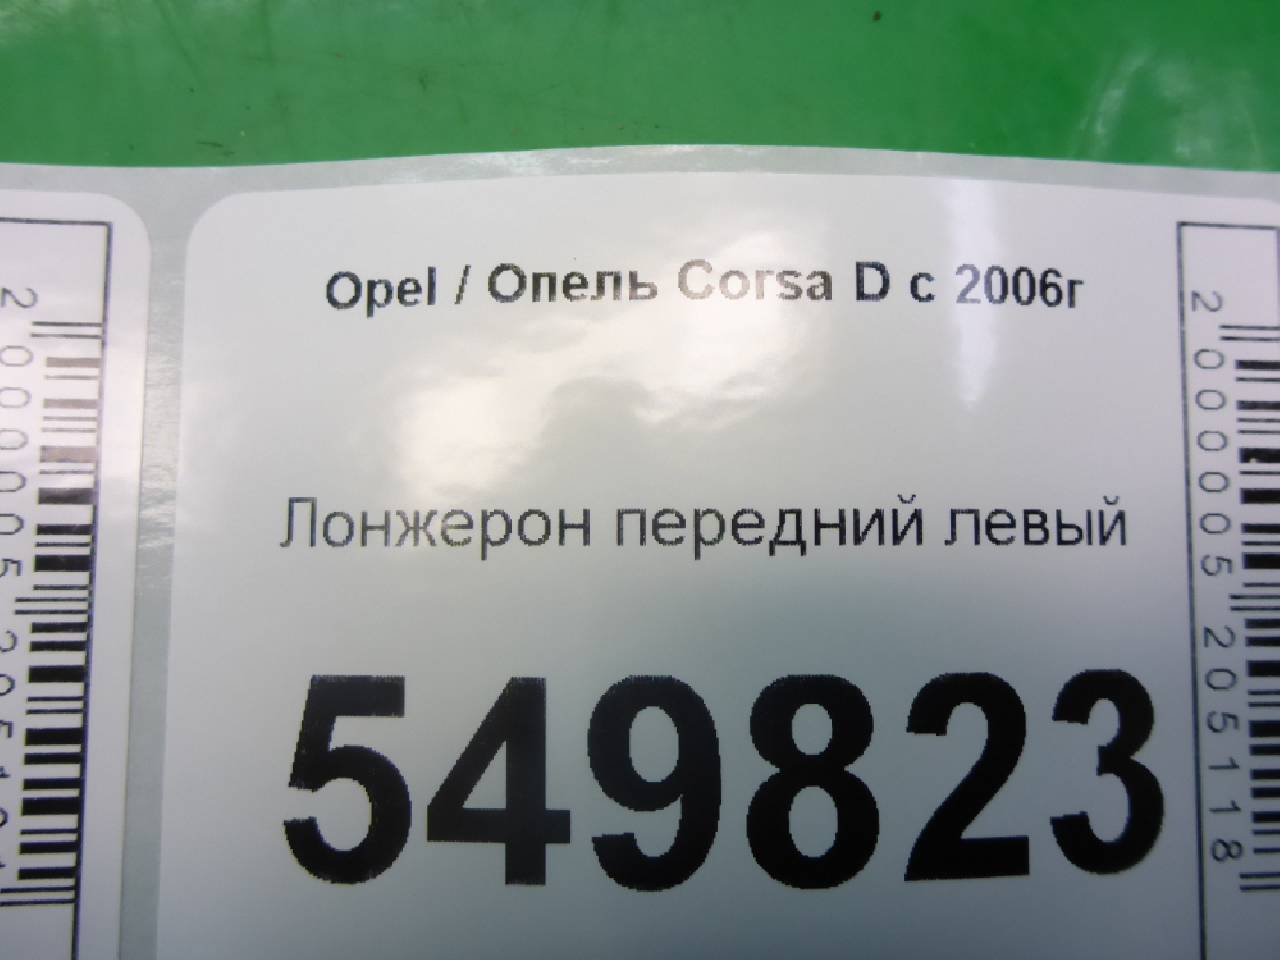 Opel / Опель Corsa D с 2006г
Лонжерон передний левый
549823
2000005205118